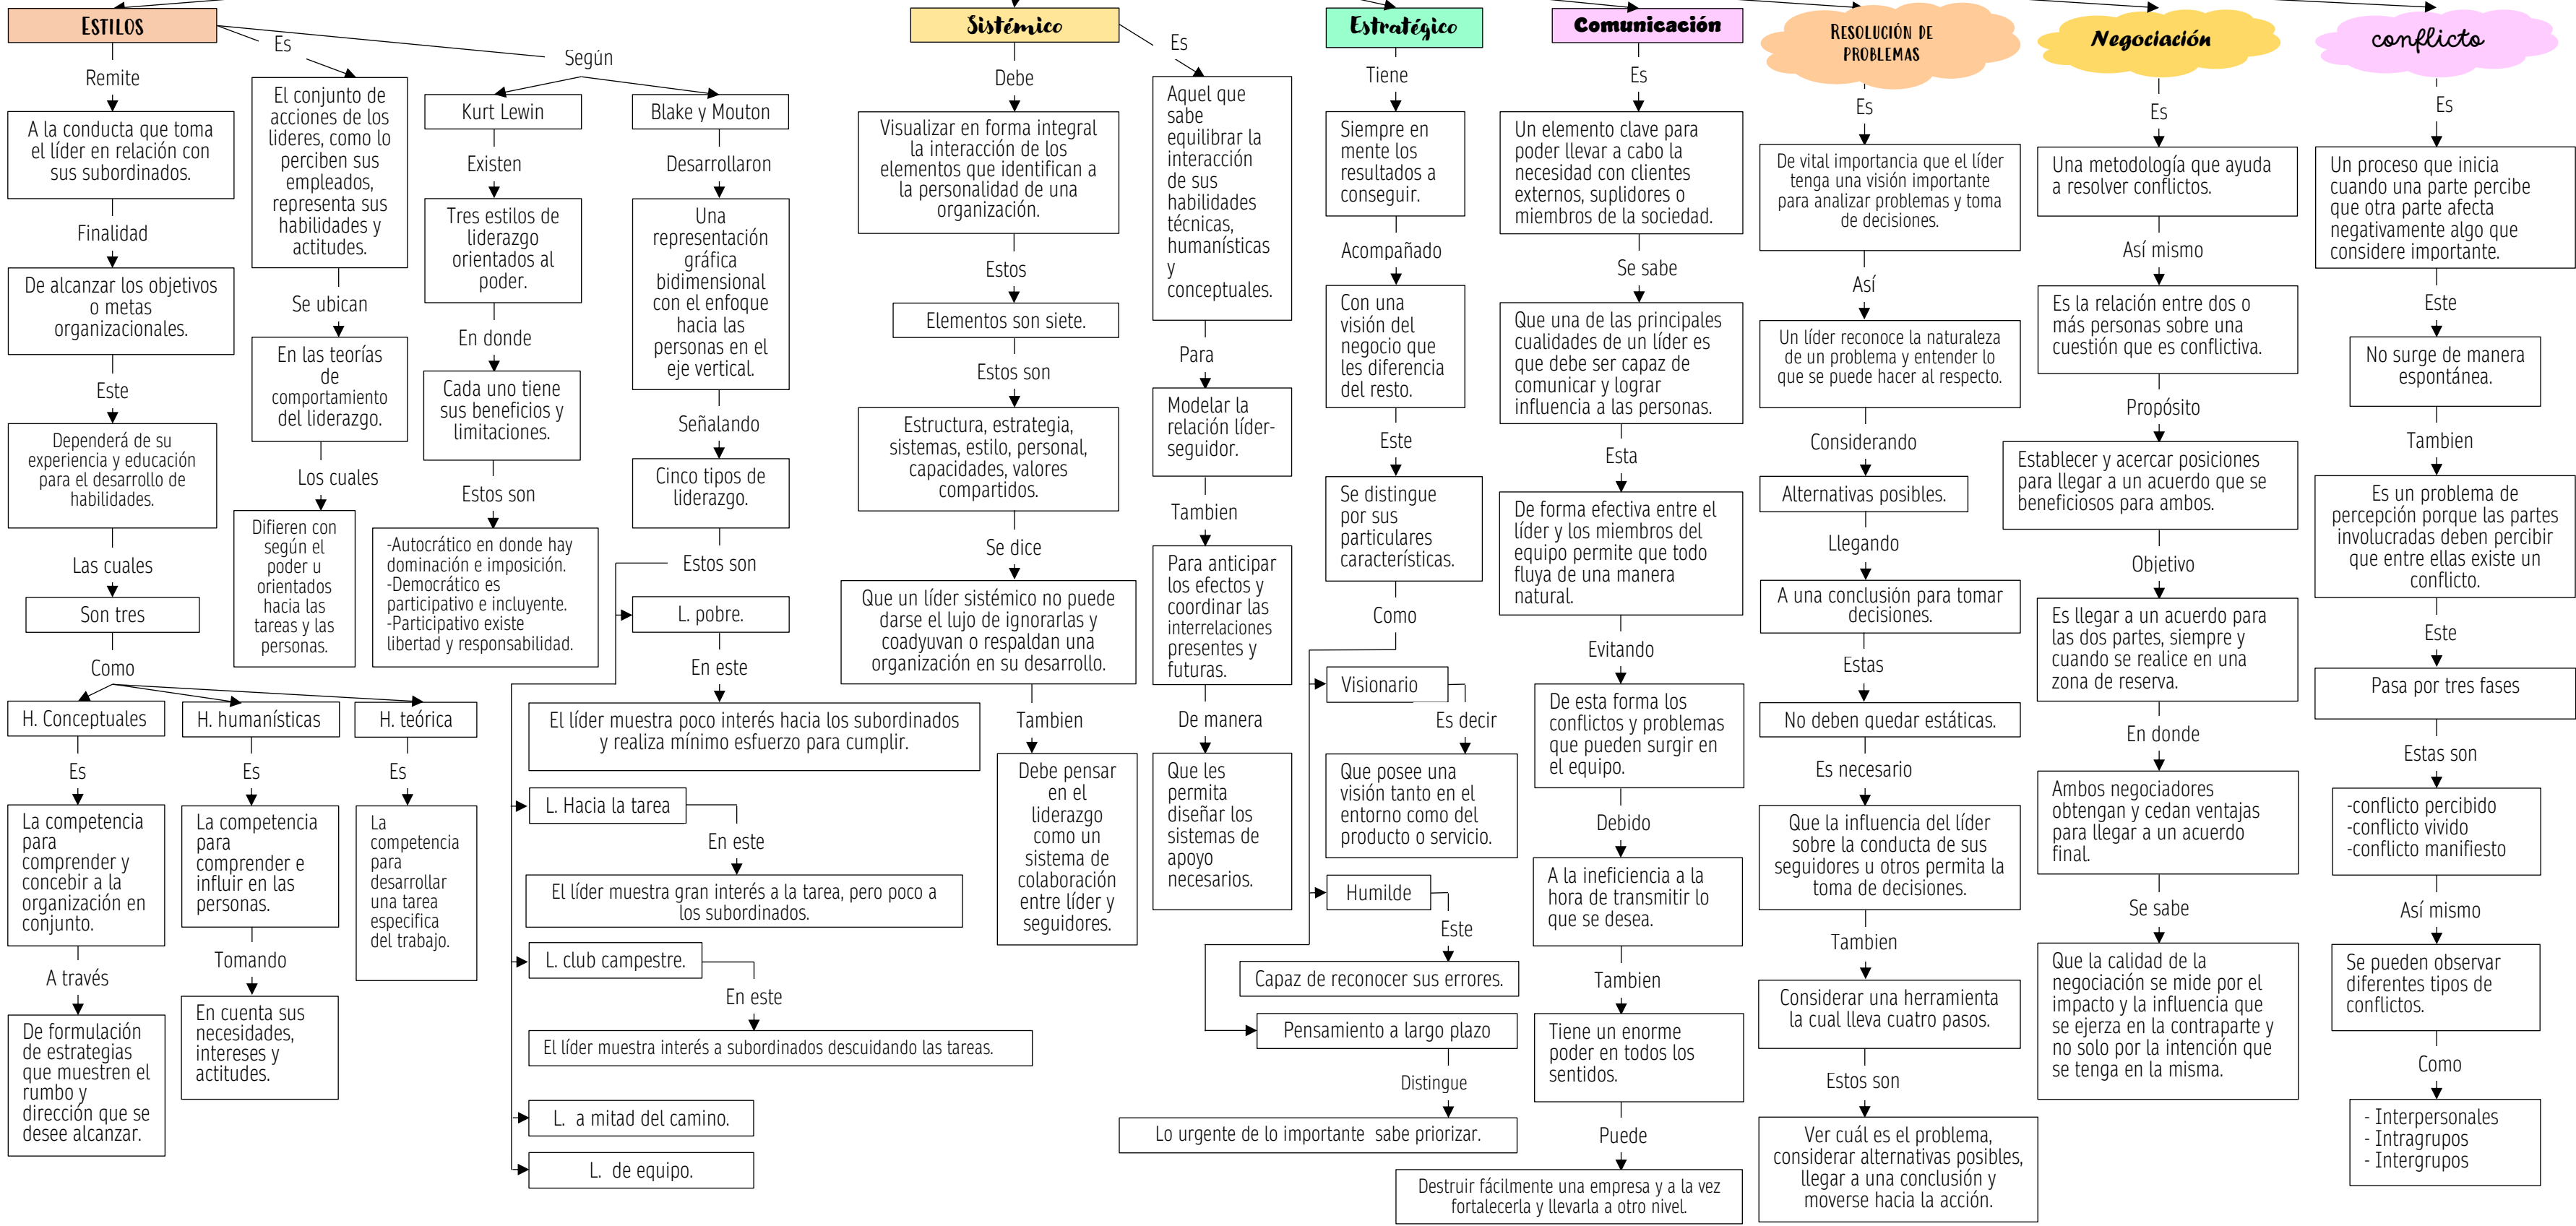 ESTILOS
Remite
A la conducta que toma
el líder en relación con
sus subordinados.
Finalidad
De alcanzar los objetivos
o metas
organizacionales.
Este
Dependerá de su
experiencia y educación
para el desarrollo de
habilidades.
Las cuales
Son tres
Como
H. Conceptuales
Es
La competencia
para
comprender y
concebir a la
organización en
conjunto.
A través
De formulación
de estrategias
que muestren el
rumbo y
dirección que se
desee alcanzar.
H. humanísticas
Es
La competencia
para
comprender e
influir en las
personas.
Tomando
En cuenta sus
necesidades,
intereses y
actitudes.
H. teórica
Es
La
competencia
para
desarrollar
una tarea
especifica
del trabajo.
Es
El conjunto de
acciones de los
lideres, como lo
perciben sus
empleados,
representa sus
habilidades y
actitudes.
Se ubican
En las teorías
de
comportamiento
del liderazgo.
Los cuales
Difieren con
según el
poder u
orientados
hacia las
tareas y las
personas.
Según
Kurt Lewin
Existen
Tres estilos de
liderazgo
orientados al
poder.
En donde
Cada uno tiene
sus beneficios y
limitaciones.
Estos son
-Autocrático en donde hay
dominación e imposición.
-Democrático es
participativo e incluyente.
-Participativo existe
libertad y responsabilidad.
Blake y Mouton
Desarrollaron
Una
representación
gráfica
bidimensional
con el enfoque
hacia las
personas en el
eje vertical.
Señalando
Cinco tipos de
liderazgo.
Estos son
L. pobre.
En este
El líder muestra poco interés hacia los subordinados
y realiza mínimo esfuerzo para cumplir.
L. Hacia la tarea
En este
El líder muestra gran interés a la tarea, pero poco a
los subordinados.
L. club campestre.
En este
El líder muestra interés a subordinados descuidando las tareas.
L. a mitad del camino.
L. de equipo.
Sistémico
Debe
Visualizar en forma integral
la interacción de los
elementos que identifican a
la personalidad de una
organización.
Estos
Elementos son siete.
Estos son
Estructura, estrategia,
sistemas, estilo, personal,
capacidades, valores
compartidos.
Se dice
Que un líder sistémico no puede
darse el lujo de ignorarlas y
coadyuvan o respaldan una
organización en su desarrollo.
Tambien
Debe pensar
en el
liderazgo
como un
sistema de
colaboración
entre líder y
seguidores.
Es
Aquel que
sabe
equilibrar la
interacción
de sus
habilidades
técnicas,
humanísticas
y
conceptuales.
Para
Modelar la
relación líder-
seguidor.
Tambien
Para anticipar
los efectos y
coordinar las
interrelaciones
presentes y
futuras.
De manera
Que les
permita
diseñar los
sistemas de
apoyo
necesarios.
Estratégico
Tiene
Siempre en
mente los
resultados a
conseguir.
Acompañado
Con una
visión del
negocio que
les diferencia
del resto.
Este
Se distingue
por sus
particulares
características.
Como
Visionario
Es decir
Que posee una
visión tanto en el
entorno como del
producto o servicio.
Humilde
Este
Capaz de reconocer sus errores.
Pensamiento a largo plazo
Distingue
Lo urgente de lo importante sabe priorizar.
Comunicación
Es
Un elemento clave para
poder llevar a cabo la
necesidad con clientes
externos, suplidores o
miembros de la sociedad.
Se sabe
Que una de las principales
cualidades de un líder es
que debe ser capaz de
comunicar y lograr
influencia a las personas.
Esta
De forma efectiva entre el
líder y los miembros del
equipo permite que todo
fluya de una manera
natural.
Evitando
De esta forma los
conflictos y problemas
que pueden surgir en
el equipo.
Debido
A la ineficiencia a la
hora de transmitir lo
que se desea.
Tambien
Tiene un enorme
poder en todos los
sentidos.
Puede
Destruir fácilmente una empresa y a la vez
fortalecerla y llevarla a otro nivel.
RESOLUCIÓN DE
PROBLEMAS
Es
De vital importancia que el líder
tenga una visión importante
para analizar problemas y toma
de decisiones.
Así
Un líder reconoce la naturaleza
de un problema y entender lo
que se puede hacer al respecto.
Considerando
Alternativas posibles.
Llegando
A una conclusión para tomar
decisiones.
Estas
No deben quedar estáticas.
Es necesario
Que la influencia del líder
sobre la conducta de sus
seguidores u otros permita la
toma de decisiones.
Tambien
Considerar una herramienta
la cual lleva cuatro pasos.
Estos son
Ver cuál es el problema,
considerar alternativas posibles,
llegar a una conclusión y
moverse hacia la acción.
Negociación
Es
Una metodología que ayuda
a resolver conflictos.
Así mismo
Es la relación entre dos o
más personas sobre una
cuestión que es conflictiva.
Propósito
Establecer y acercar posiciones
para llegar a un acuerdo que se
beneficiosos para ambos.
Objetivo
Es llegar a un acuerdo para
las dos partes, siempre y
cuando se realice en una
zona de reserva.
En donde
Ambos negociadores
obtengan y cedan ventajas
para llegar a un acuerdo
final.
Se sabe
Que la calidad de la
negociación se mide por el
impacto y la influencia que
se ejerza en la contraparte y
no solo por la intención que
se tenga en la misma.
conflicto
Es
Un proceso que inicia
cuando una parte percibe
que otra parte afecta
negativamente algo que
considere importante.
Este
No surge de manera
espontánea.
Tambien
Es un problema de
percepción porque las partes
involucradas deben percibir
que entre ellas existe un
conflicto.
Este
Pasa por tres fases
Estas son
-conflicto percibido
-conflicto vivido
-conflicto manifiesto
Así mismo
Se pueden observar
diferentes tipos de
conflictos.
Como
- Interpersonales
- Intragrupos
- Intergrupos